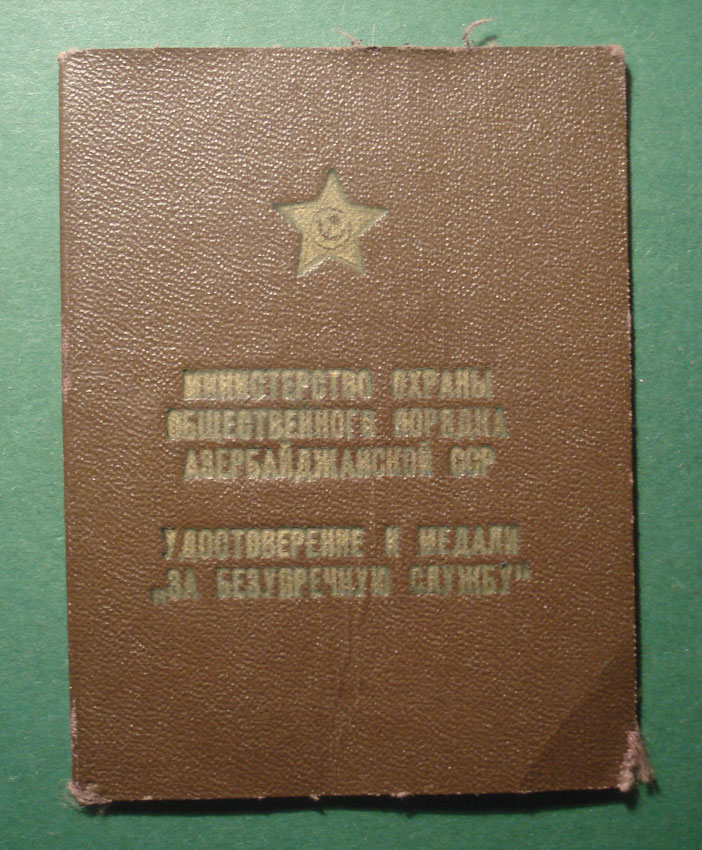 МИНИСТЕРСТВО ОХРАНЫ
ОБЩЕСТВЕННОГО ПОРЯДКА
АЗЕРБАЙДЖАНСКОЙ ССР
УДОСТОВЕРЕНИЕ К МЕДАЛИ
„ЗА БЕЗУПРЕЧНУЮ СЛУЖБУ"